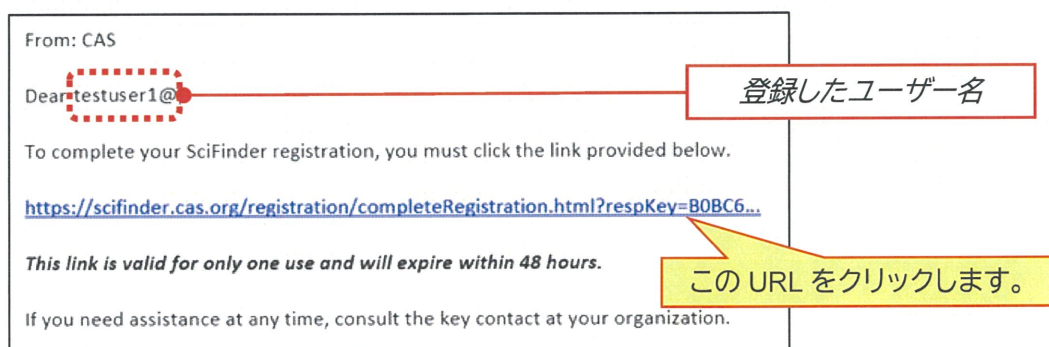 From: CAS
Dear testuser1@
登録したユーザー名
To complete your SciFinder registration, you must click the link provided below.
https://scifinder.cas.org/registration/completeRegistration.html?respKey=B0BC6...
This link is valid for only one use and will expire within 48 hours.
この URL をクリックします。
If you need assistance at any time, consult the key contact at your organization.